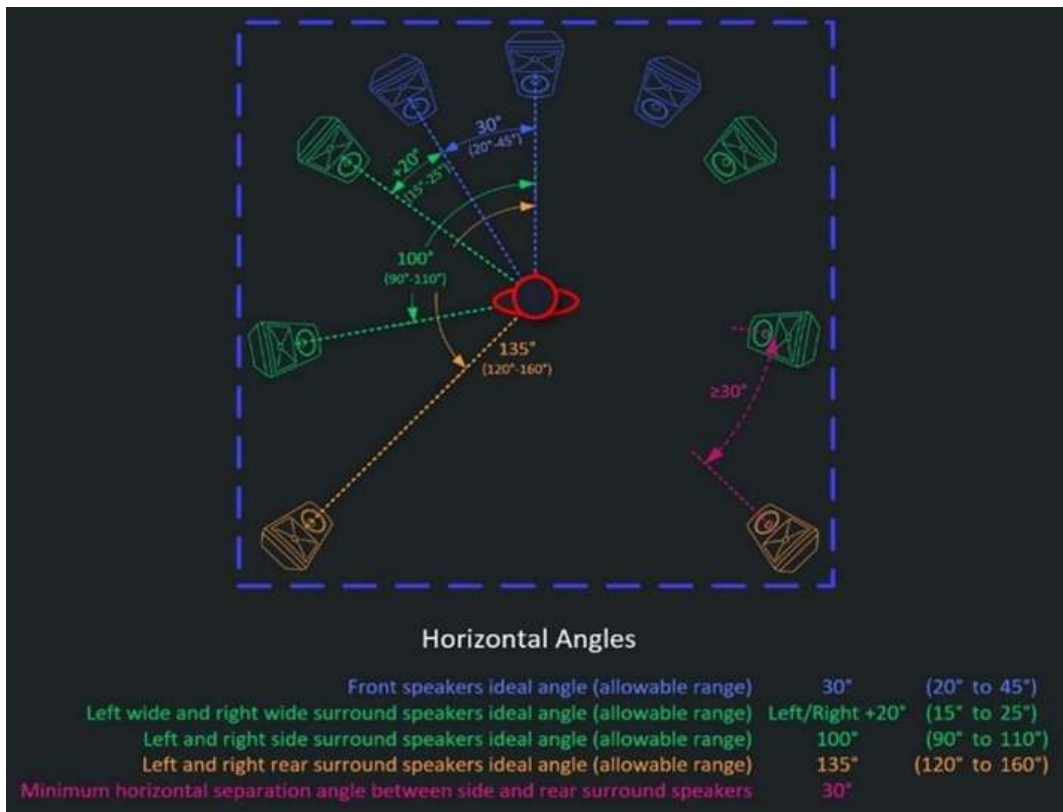 30°
(20°-45°)
+20°
(15°-25°)
100°
(90°-110°)
135°
(120°-160°)
≥30°
Horizontal Angles
Front speakers ideal angle (allowable range) 30° (20° to 45°)
Left wide and right wide surround speakers ideal angle (allowable range) Left/Right +20° (15° to 25°)
Left and right side surround speakers ideal angle (allowable range) 100° (90° to 110°)
Left and right rear surround speakers ideal angle (allowable range) 135° (120° to 160°)
Minimum horizontal separation angle between side and rear surround speakers 30°